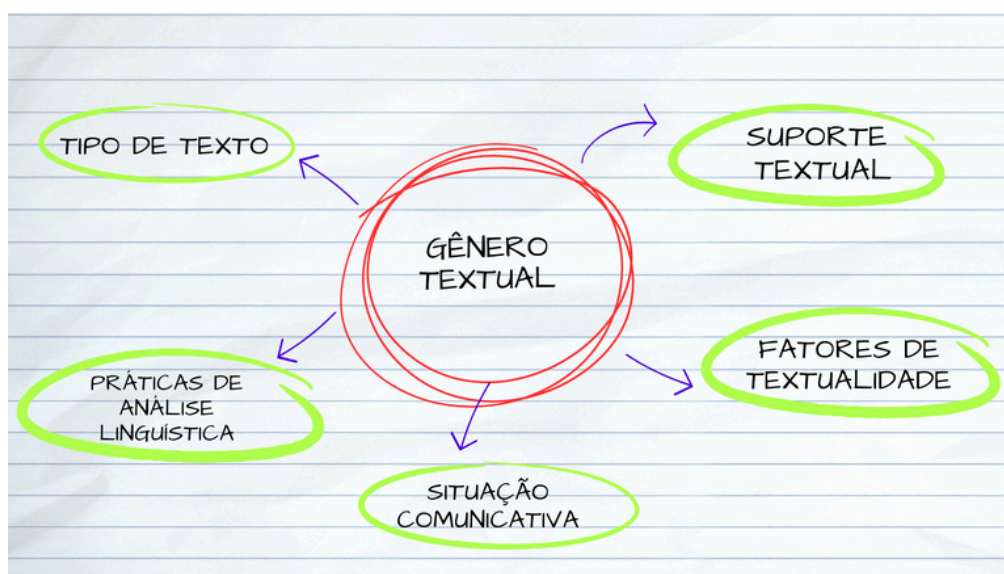 TIPO DE TEXTO
SUPORTE
TEXTUAL
GÊNERO
TEXTUAL
PRÁTICAS DE
ANÁLISE
LINGUÍSTICA
FATORES DE
TEXTUALIDADE
SITUAÇÃO
COMUNICATIVA